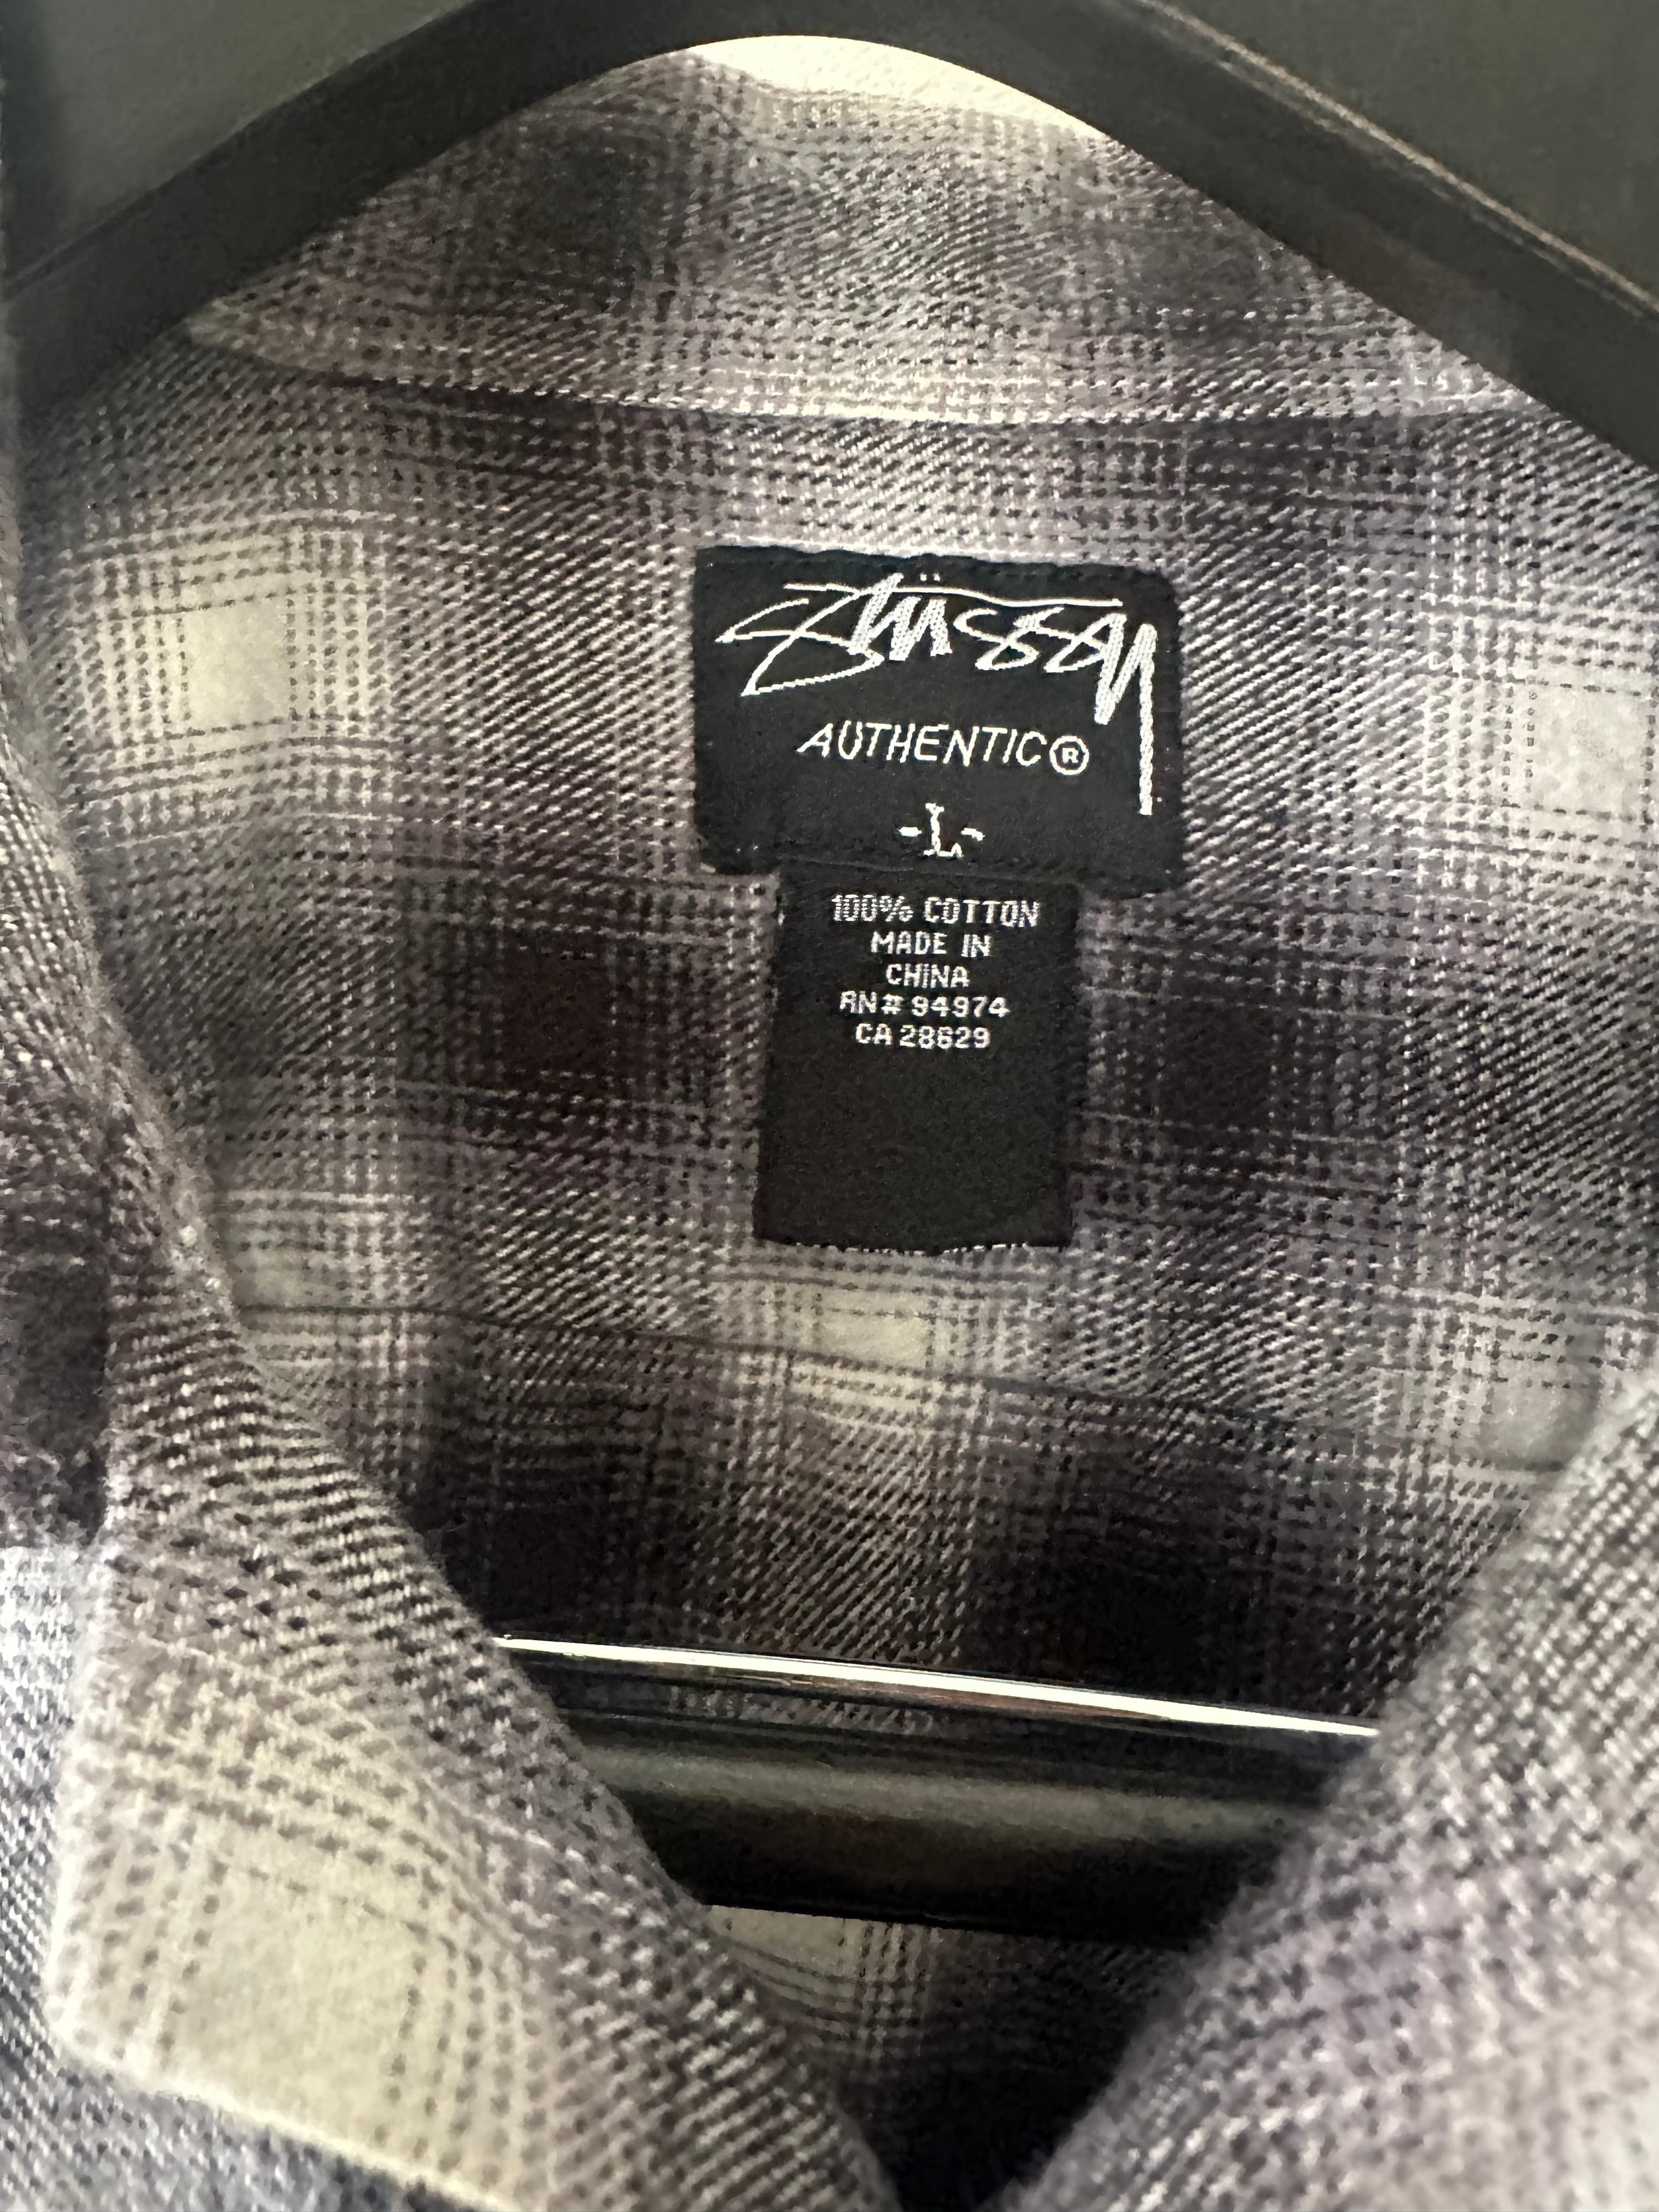 Stüssy
AUTHENTIC®
-L-
100% COTTON
MADE IN
CHINA
RN# 94974
CA 28629